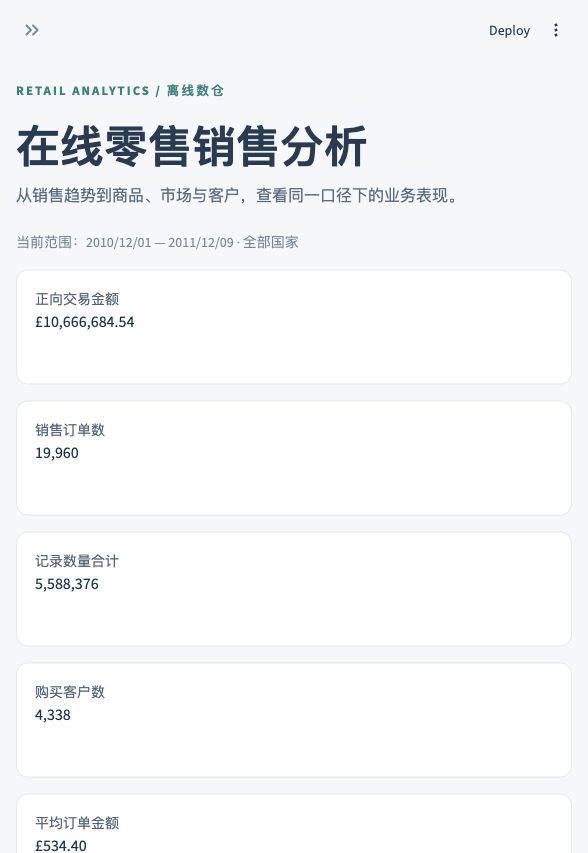 Deploy
RETAIL ANALYTICS / 离线数仓
在线零售销售分析
从销售趋势到商品、市场与客户，查看同一口径下的业务表现。
当前范围：2010/12/01 — 2011/12/09 · 全部国家
正向交易金额
£10,666,684.54
销售订单数
19,960
记录数量合计
5,588,376
购买客户数
4,338
平均订单金额
£534.40